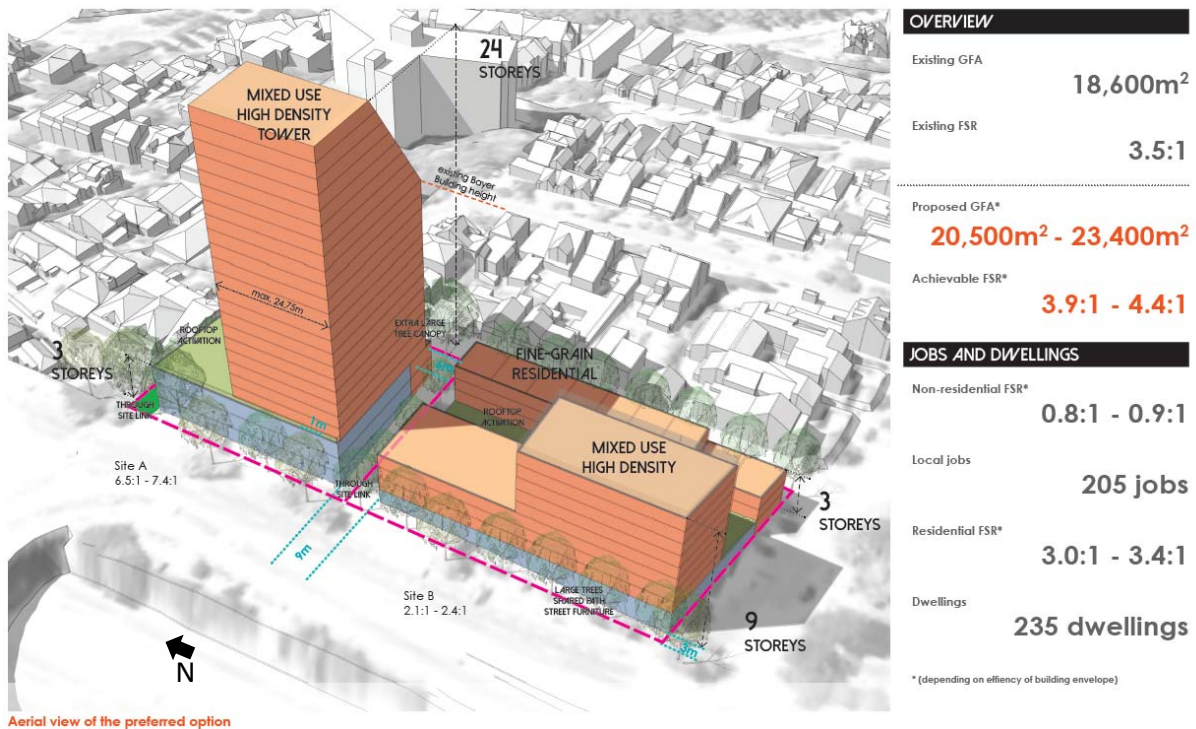 24
STOREYS
MIXED USE
HIGH DENSITY
TOWER
existing Bayer
Building height
max. 24.75m
ROOFTOP
ACTIVATION
EXTRA LARGE
TREE CANOPY
3
STOREYS
6m
FINE-GRAIN
RESIDENTIAL
THROUGH
SITE LINK
1m
ROOFTOP
ACTIVATION
MIXED USE
HIGH DENSITY
Site A
6.5:1 - 7.4:1
THROUGH
SITE LINK
3
STOREYS
9m
Site B
2.1:1 - 2.4:1
LARGE TREES
SHARED PATH
STREET FURNITURE
9
STOREYS
3m
N
Aerial view of the preferred option
OVERVIEW
Existing GFA
18,600m²
Existing FSR
3.5:1
Proposed GFA*
20,500m² - 23,400m²
Achievable FSR*
3.9:1 - 4.4:1
JOBS AND DWELLINGS
Non-residential FSR*
0.8:1 - 0.9:1
Local jobs
205 jobs
Residential FSR*
3.0:1 - 3.4:1
Dwellings
235 dwellings
* (depending on effiency of building envelope)